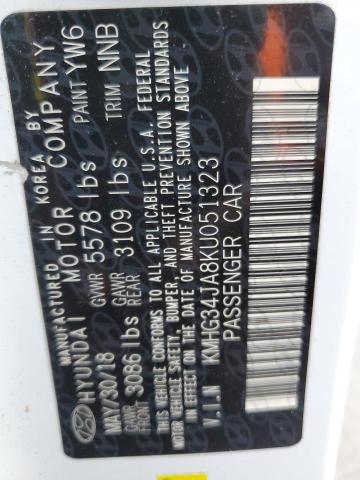 MANUFACTURED IN KOREA BY
HYUNDAI MOTOR COMPANY
MAY/30/18 GVWR 5578 lbs PAINT YW6
GAWR FRONT 3086 lbs GAWR REAR 3109 lbs TRIM NNB
THIS VEHICLE CONFORMS TO ALL APPLICABLE U.S.A. FEDERAL
MOTOR VEHICLE SAFETY, BUMPER, AND THEFT PREVENTION STANDARDS
IN EFFECT ON THE DATE OF MANUFACTURE SHOWN ABOVE.
V.I.N KMHG34JA8KU051323
PASSENGER CAR